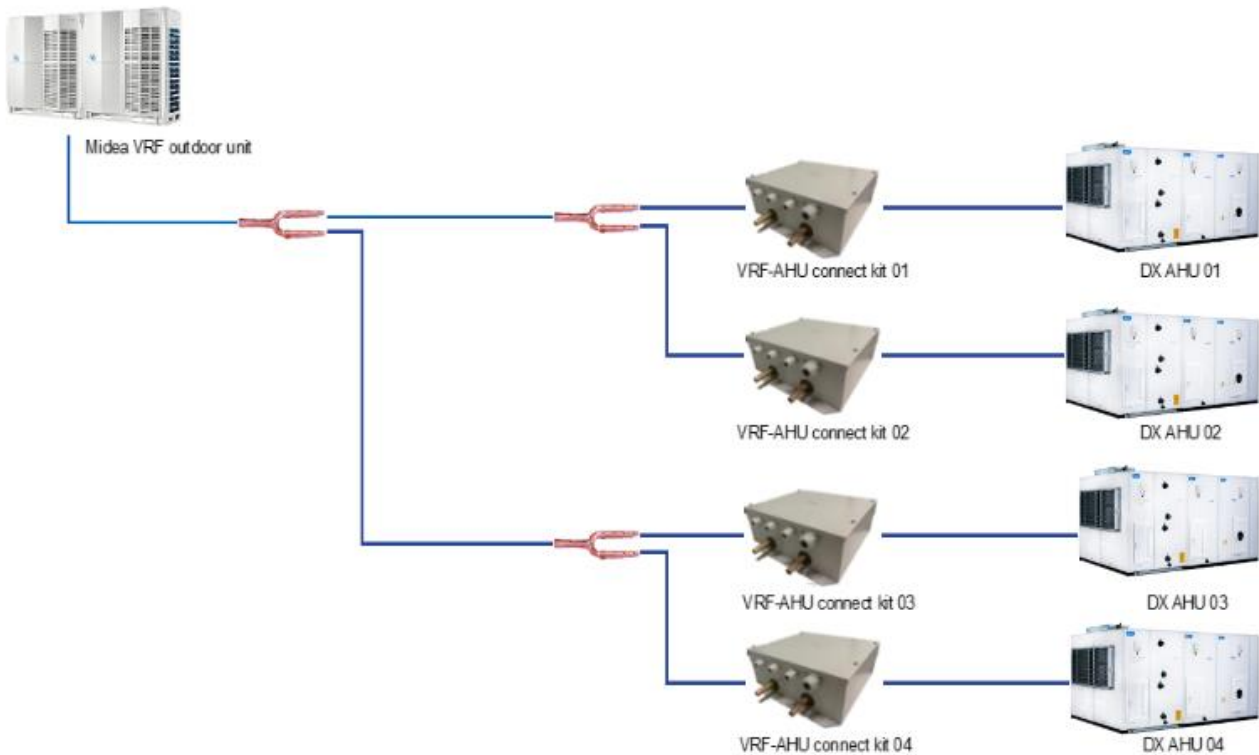 Midea VRF outdoor unit
VRF-AHU connect kit 01
DX AHU 01
VRF-AHU connect kit 02
DX AHU 02
VRF-AHU connect kit 03
DX AHU 03
VRF-AHU connect kit 04
DX AHU 04